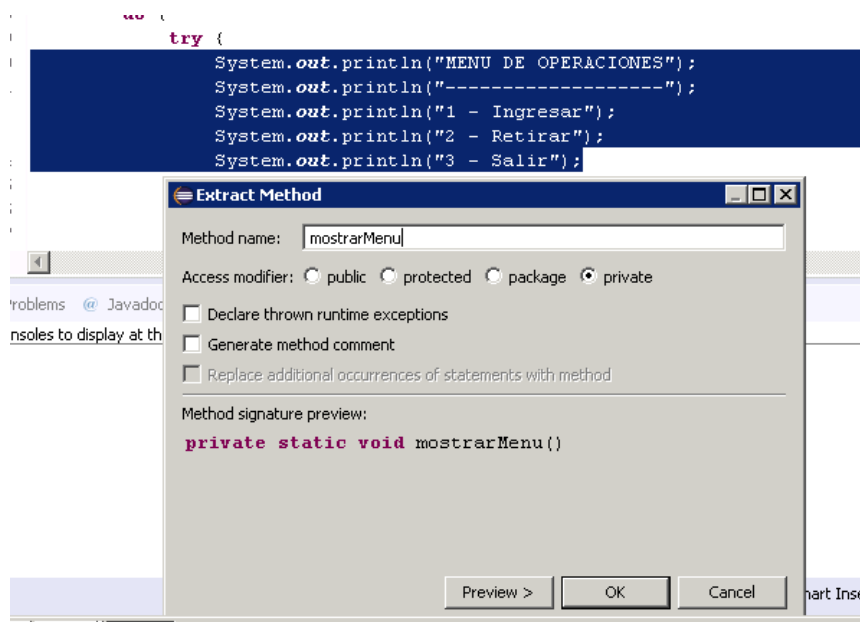 try {
System.out.println("MENU DE OPERACIONES");
System.out.println("-------------------");
System.out.println("1 - Ingresar");
System.out.println("2 - Retirar");
System.out.println("3 - Salir");
Extract Method
Method name: mostrarMenu
Access modifier: public protected package private
roblems @ Javadoc
Declare thrown runtime exceptions
nsoles to display at th
Generate method comment
Replace additional occurrences of statements with method
Method signature preview:
private static void mostrarMenu()
Preview > OK Cancel
nart Inse